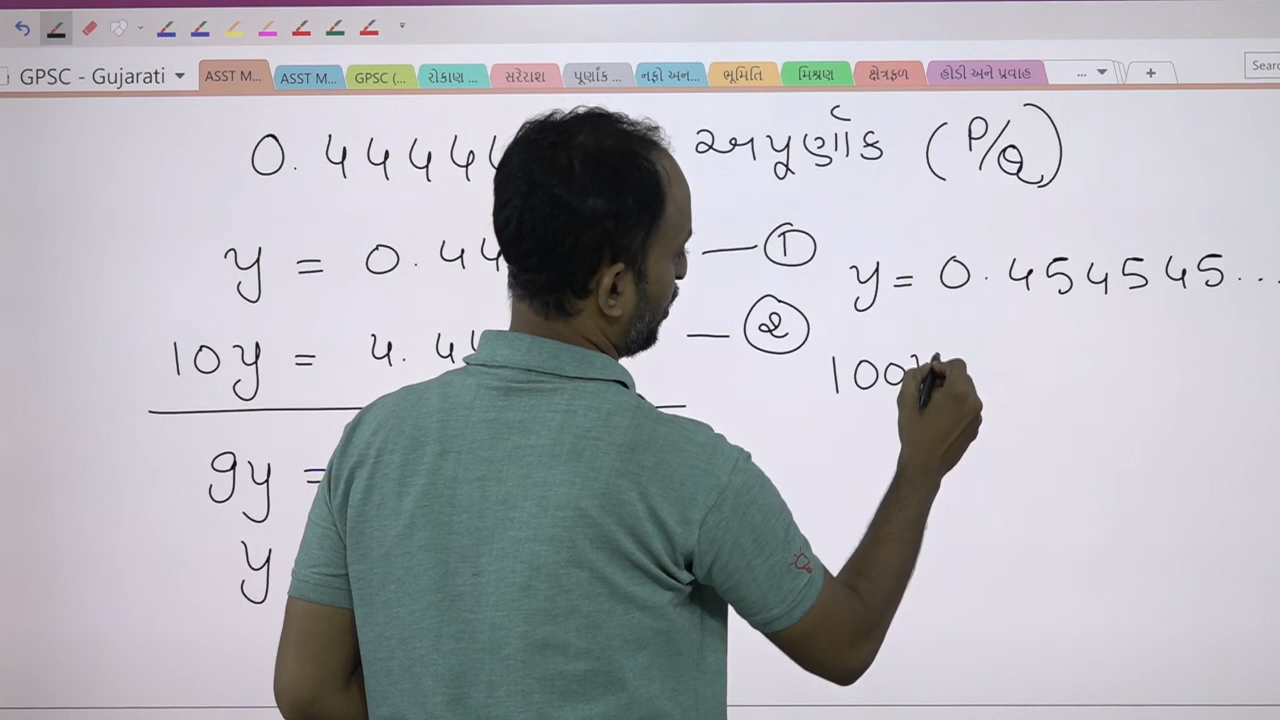 GPSC - Gujarati
ASST M...
ASST M...
GPSC (...
રોકાણ ...
સરેરાશ
પૂર્ણાંક ...
નફો અન...
ભૂમિતિ
મિશ્રણ
ક્ષેત્રફળ
હોડી અને પ્રવાહ
...
+
Searc
0.4444
અપૂર્ણાંક (P/Q)
y = 0.44 — ①
10y = 4.4 — ②
9y =
y
y = 0.454545...
100y